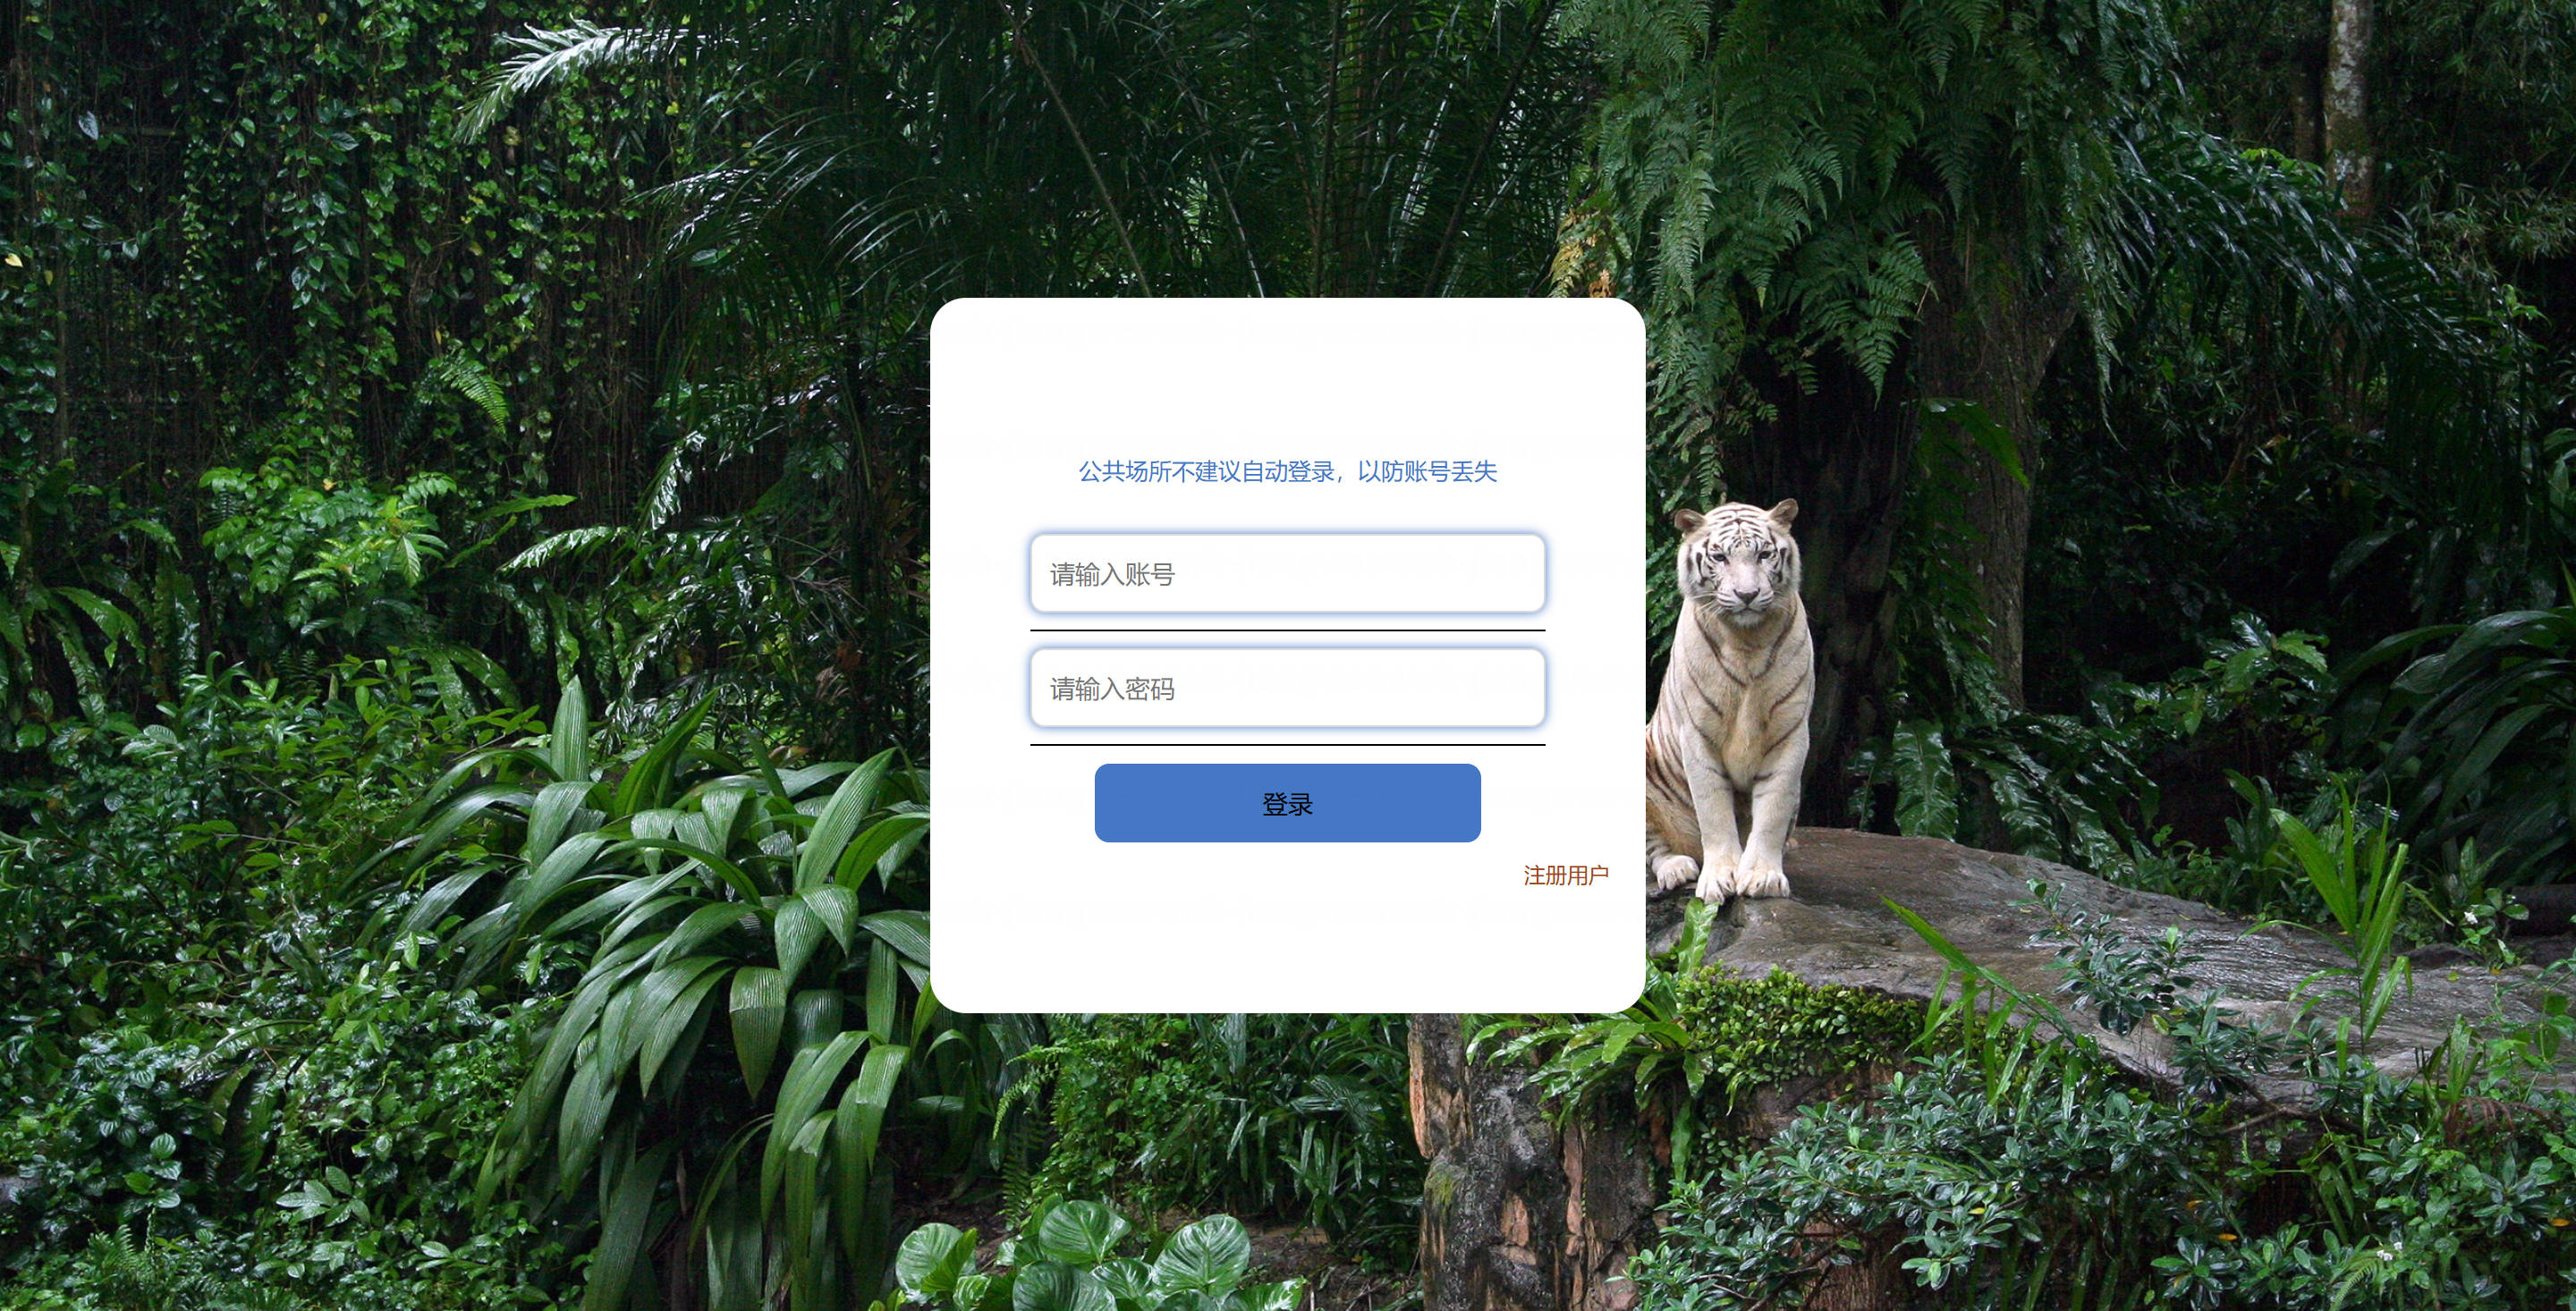 公共场所不建议自动登录，以防账号丢失
请输入账号
请输入密码
登录
注册用户